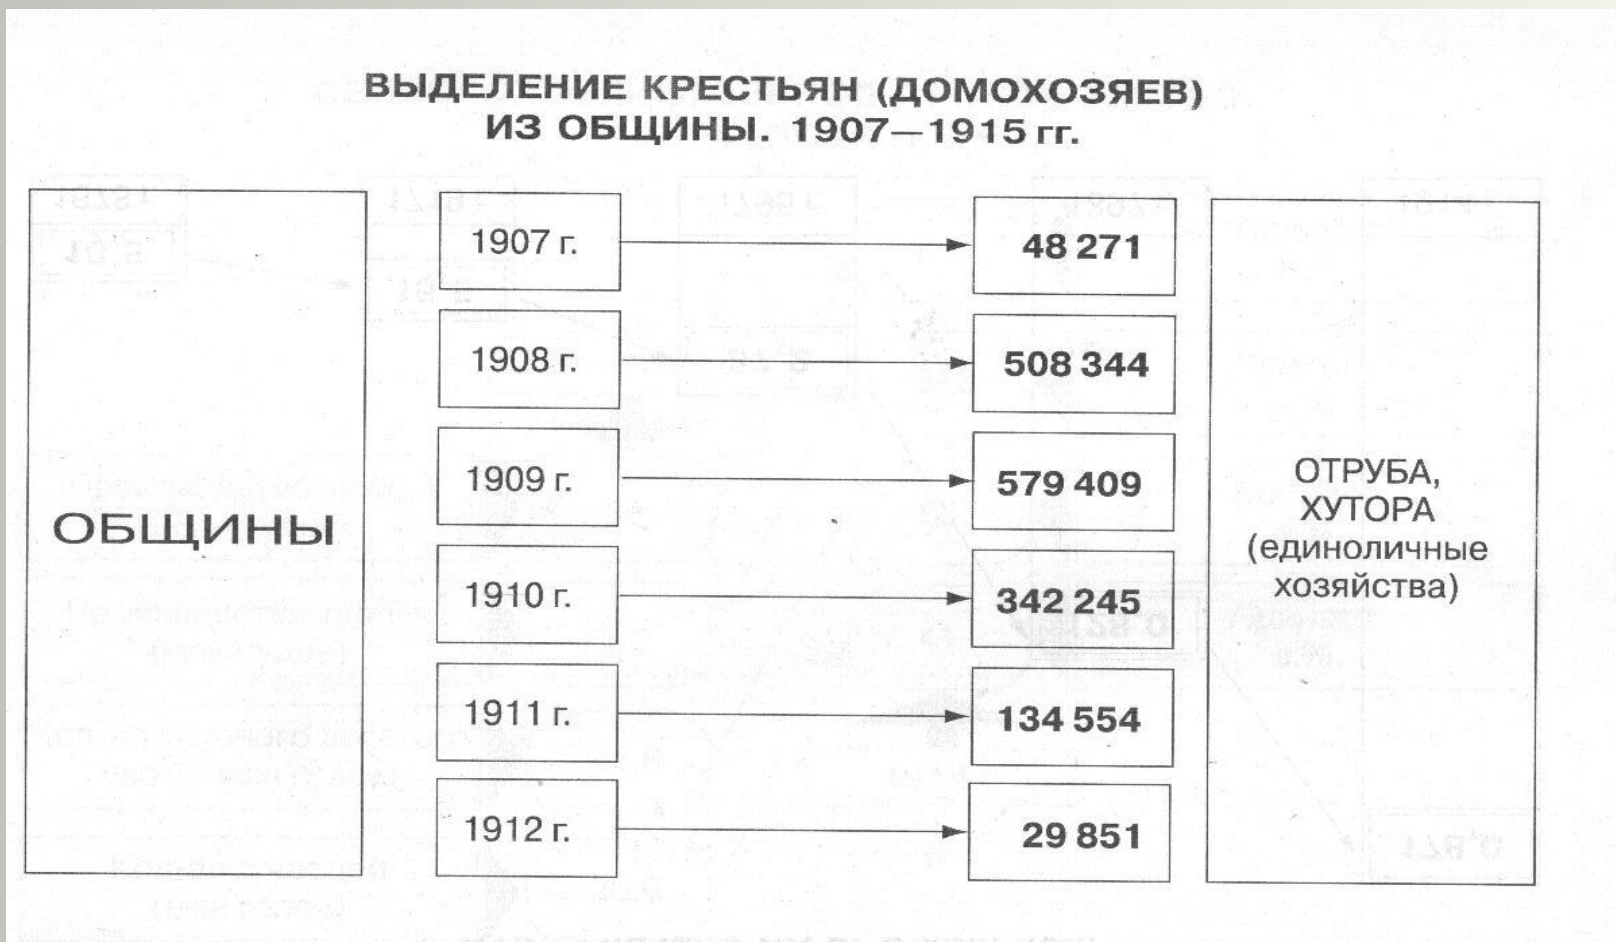 ВЫДЕЛЕНИЕ КРЕСТЬЯН (ДОМОХОЗЯЕВ)
ИЗ ОБЩИНЫ. 1907—1915 гг.
ОБЩИНЫ
1907 г.
48 271
1908 г.
508 344
1909 г.
579 409
1910 г.
342 245
1911 г.
134 554
1912 г.
29 851
ОТРУБА,
ХУТОРА
(единоличные
хозяйства)